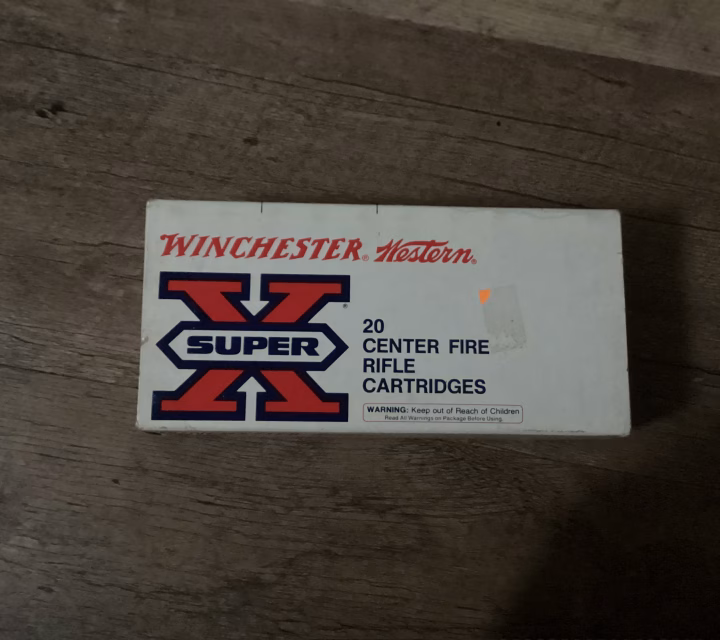 WINCHESTER® Western®
X®
SUPER
20
CENTER FIRE
RIFLE
CARTRIDGES
WARNING: Keep out of Reach of Children
Read All Warnings on Package Before Using.